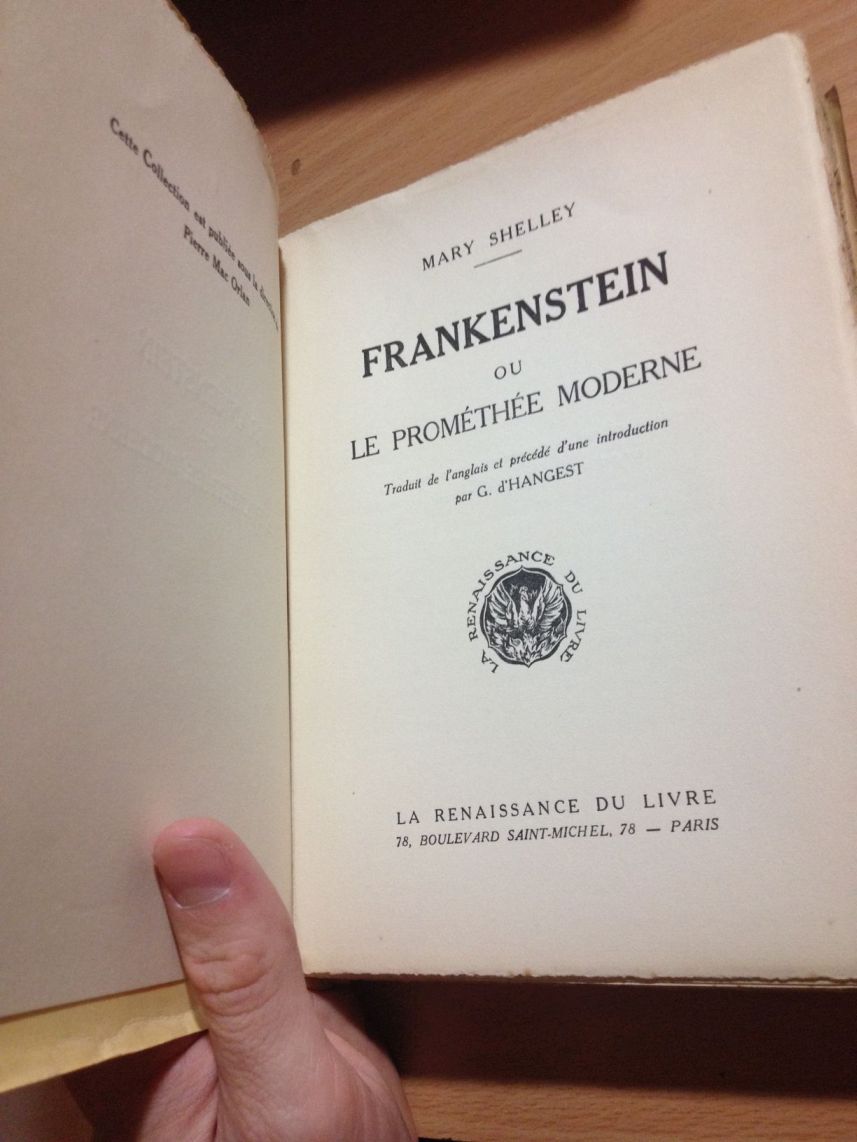 Cette Collection est publiée sous la direction
Pierre Mac Orlan
MARY SHELLEY
FRANKENSTEIN
OU
LE PROMÉTHÉE MODERNE
Traduit de l'anglais et précédé d'une introduction
par G. d'HANGEST
LA RENAISSANCE DU LIVRE
LA RENAISSANCE DU LIVRE
78, BOULEVARD SAINT-MICHEL, 78 — PARIS